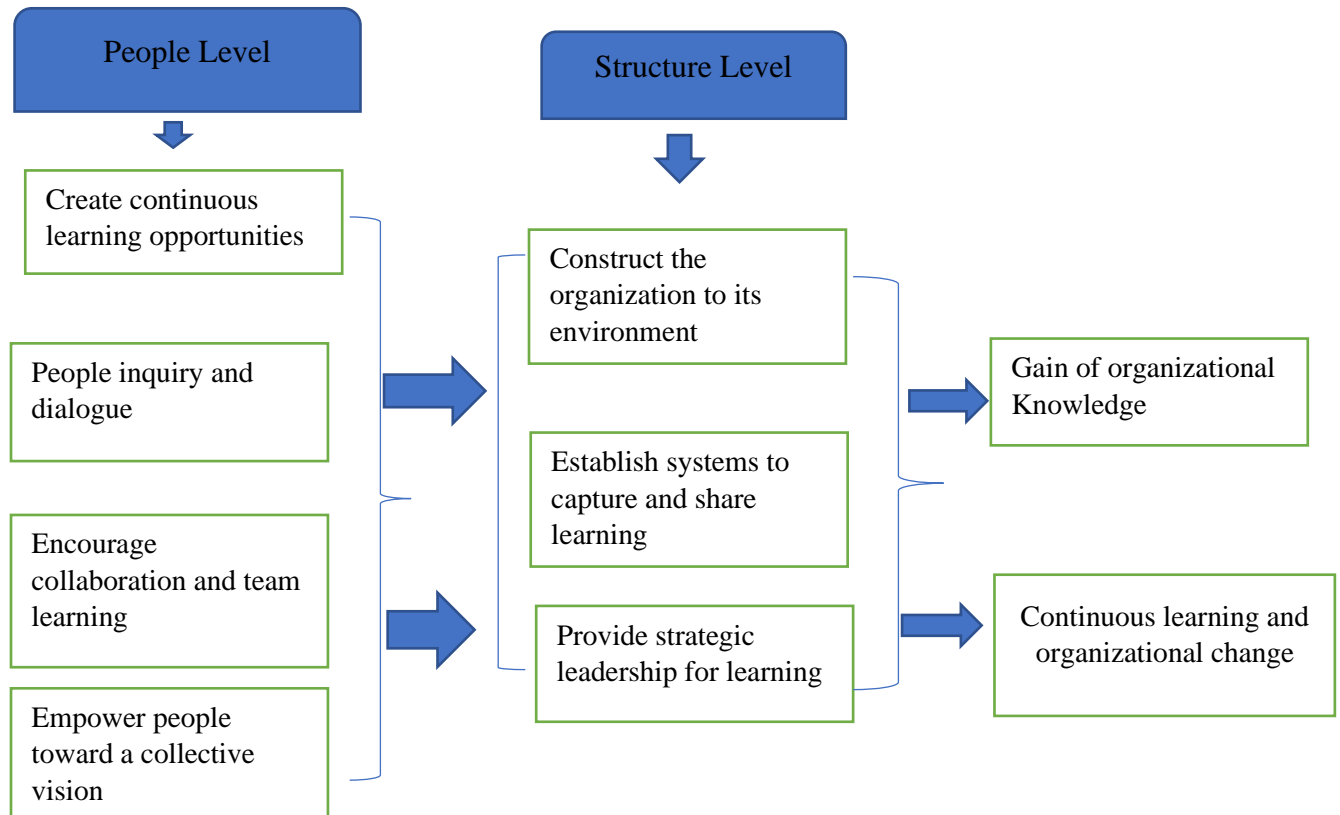 People Level
Structure Level
Create continuous
learning opportunities
People inquiry and
dialogue
Encourage
collaboration and team
learning
Empower people
toward a collective
vision
Construct the
organization to its
environment
Establish systems to
capture and share
learning
Provide strategic
leadership for learning
Gain of organizational
Knowledge
Continuous learning and
organizational change